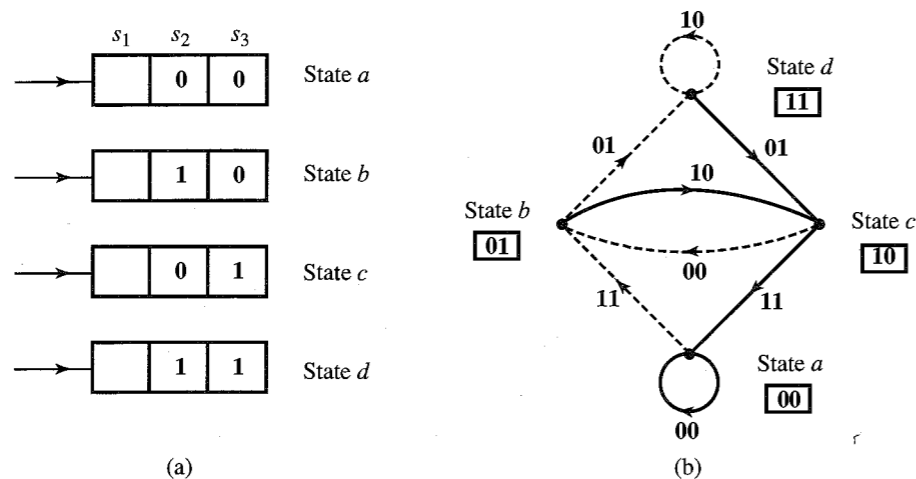 s1 s2 s3
0 0 State a
1 0 State b
0 1 State c
1 1 State d
(a)
10
State d
11
01 01
10
State b
01
State c
10
00
11 11
State a
00
00
(b)